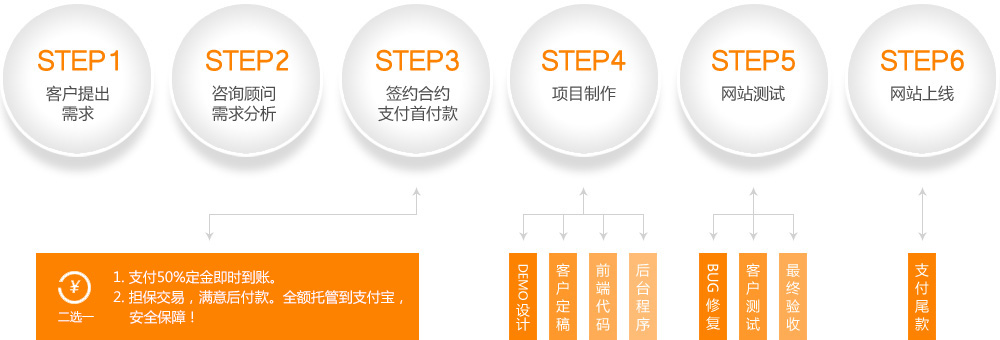 STEP1
客户提出
需求
STEP2
咨询顾问
需求分析
STEP3
签约合约
支付首付款
STEP4
项目制作
STEP5
网站测试
STEP6
网站上线
¥
二选一
1. 支付50%定金即时到账。
2. 担保交易，满意后付款。全额托管到支付宝，
安全保障！
DEMO设计
客户定稿
前端代码
后台程序
BUG修复
客户测试
最终验收
支付尾款